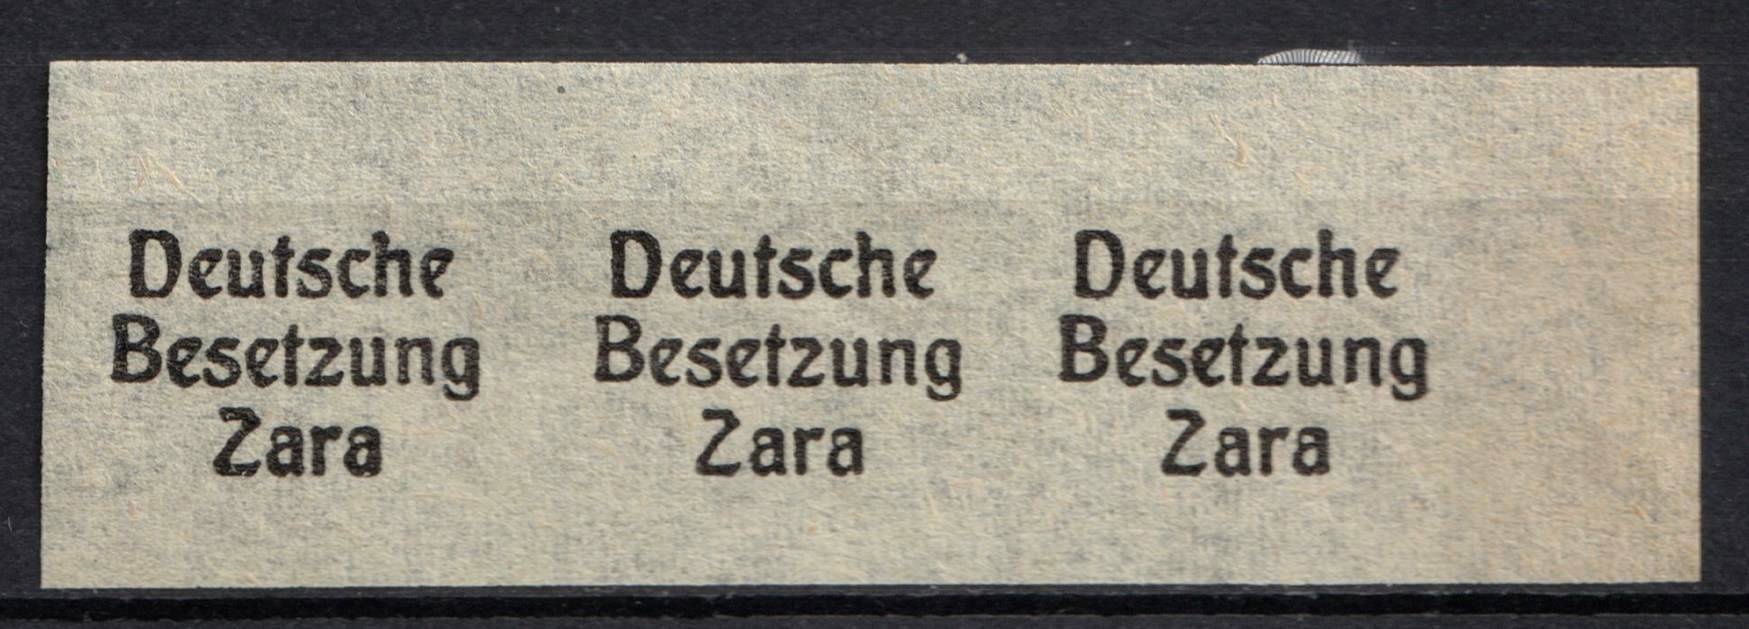 Deutsche Deutsche Deutsche
Besetzung Besetzung Besetzung
Zara Zara Zara